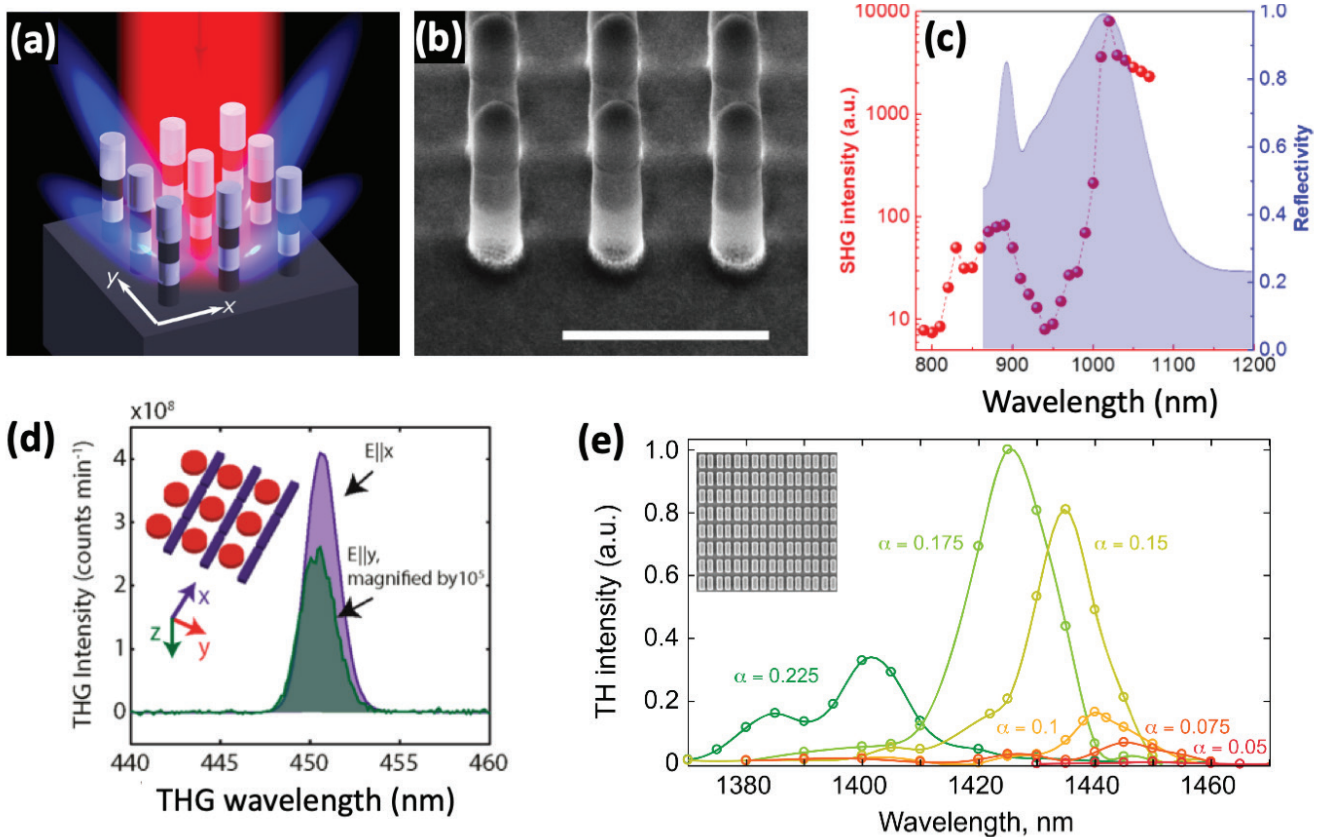 (a)
y
x
(b)
(c)
SHG intensity (a.u.)
10000
1000
100
10
Reflectivity
1.0
0.8
0.6
0.4
0.2
0.0
800 900 1000 1100 1200
Wavelength (nm)
(d)
x10⁸
THG Intensity (counts min⁻¹)
4
3
2
1
0
E||x
E||y,
magnified by10⁵
x
z
y
440 445 450 455 460
THG wavelength (nm)
(e)
TH intensity (a.u.)
1.0
0.8
0.6
0.4
0.2
0
α = 0.175
α = 0.15
α = 0.225
α = 0.1
α = 0.075
α = 0.05
1380 1400 1420 1440 1460
Wavelength, nm